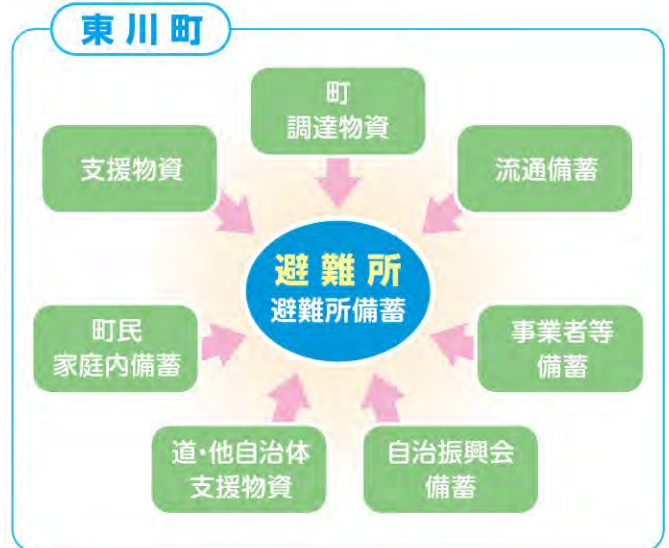 東川町
町
調達物資
支援物資
流通備蓄
避難所
避難所備蓄
町民
家庭内備蓄
事業者等
備蓄
道・他自治体
支援物資
自治振興会
備蓄